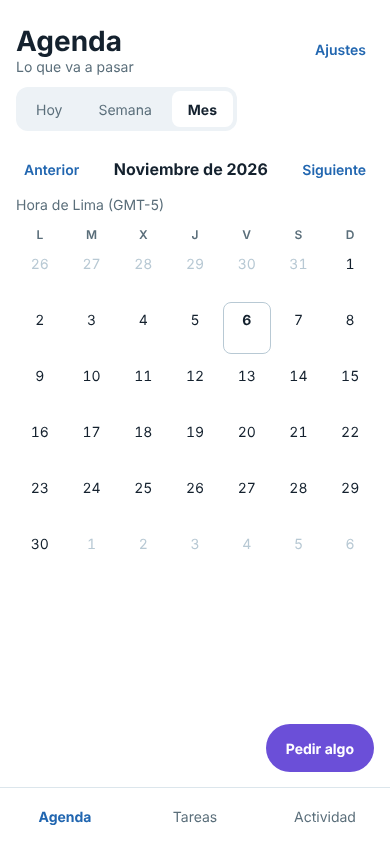 Agenda
Lo que va a pasar
Ajustes
Hoy Semana Mes
Anterior Noviembre de 2026 Siguiente
Hora de Lima (GMT-5)
L M X J V S D
26 27 28 29 30 31 1
2 3 4 5 6 7 8
9 10 11 12 13 14 15
16 17 18 19 20 21 22
23 24 25 26 27 28 29
30 1 2 3 4 5 6
Pedir algo
Agenda Tareas Actividad